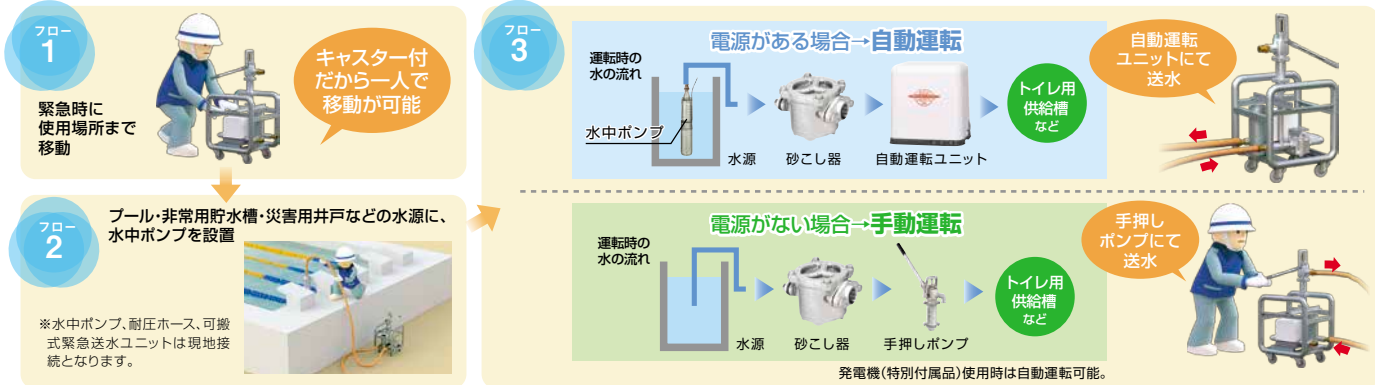 フロー
1
緊急時に
使用場所まで
移動
キャスター付
だから一人で
移動が可能
フロー
2
プール・非常用貯水槽・災害用井戸などの水源に、
水中ポンプを設置
※水中ポンプ、耐圧ホース、可搬
式緊急送水ユニットは現地接
続となります。
フロー
3
電源がある場合→自動運転
運転時の
水の流れ
水中ポンプ
水源
砂こし器
自動運転ユニット
トイレ用
供給槽
など
自動運転
ユニットにて
送水
電源がない場合→手動運転
運転時の
水の流れ
水源
砂こし器
手押しポンプ
トイレ用
供給槽
など
手押し
ポンプにて
送水
発電機(特別付属品)使用時は自動運転可能。